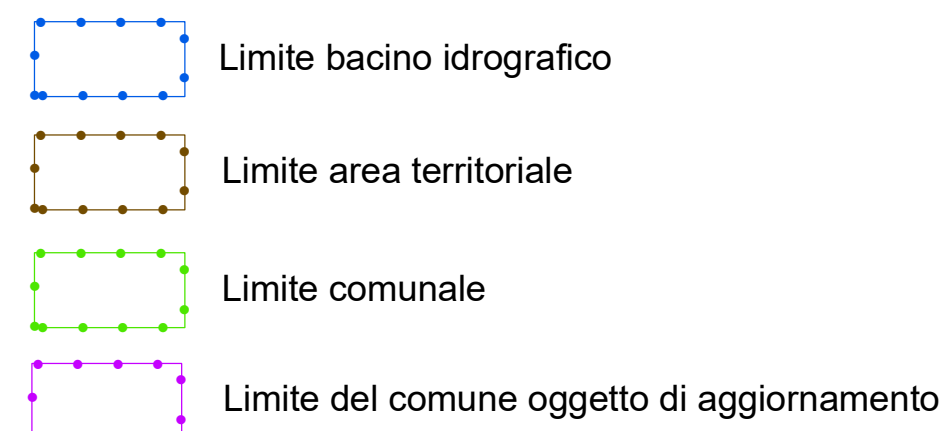 Limite bacino idrografico
Limite area territoriale
Limite comunale
Limite del comune oggetto di aggiornamento